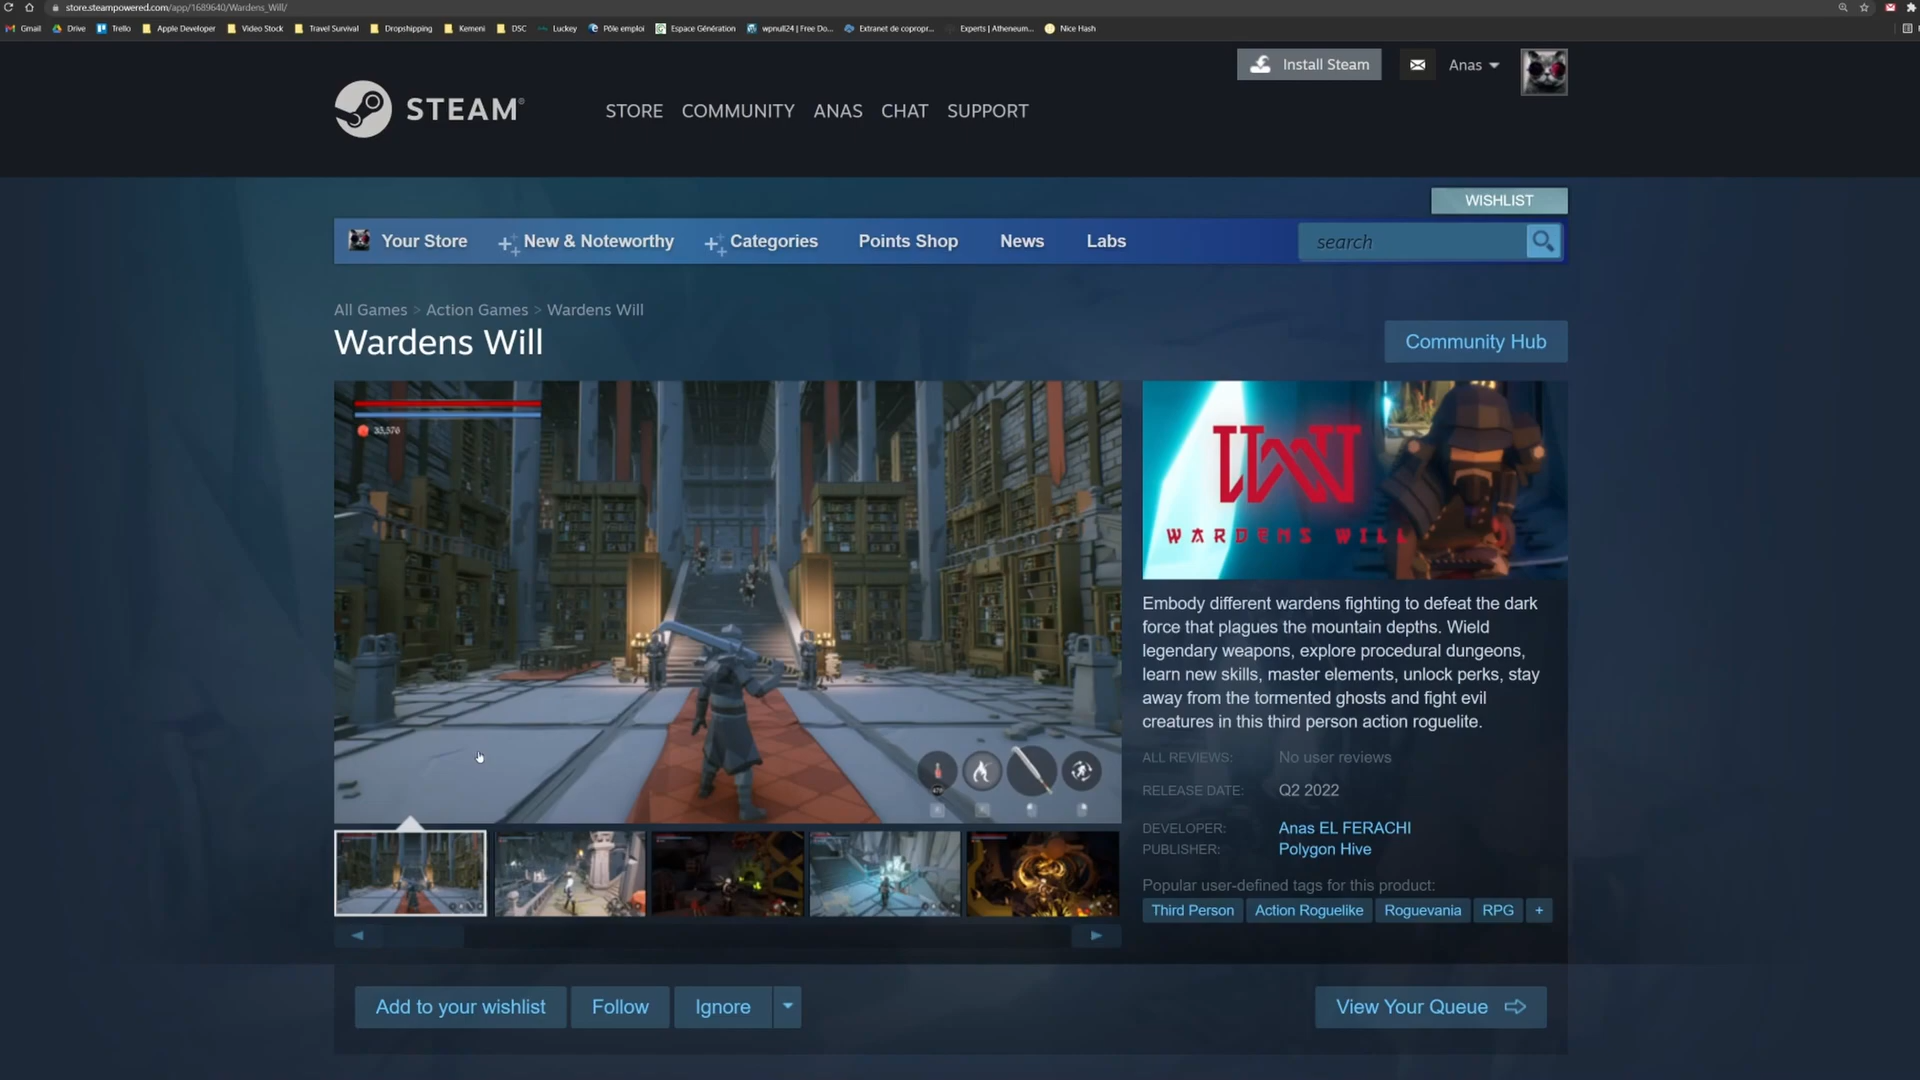 store.steampowered.com/app/1689640/Wardens_Will/
Gmail Drive Trello Apple Developer Video Stock Travel Survival Dropshipping Kemeni DSC Luckey Pôle emploi Espace Génération wpnull24 | Free Do... Extranet de copropr... Experts | Atheneum... Nice Hash
Install Steam
Anas
STEAM®
STORE COMMUNITY ANAS CHAT SUPPORT
WISHLIST
Your Store New & Noteworthy Categories Points Shop News Labs
search
All Games > Action Games > Wardens Will
Wardens Will
Community Hub
33,576
WARDENS WILL
Embody different wardens fighting to defeat the dark
force that plagues the mountain depths. Wield
legendary weapons, explore procedural dungeons,
learn new skills, master elements, unlock perks, stay
away from the tormented ghosts and fight evil
creatures in this third person action roguelite.
ALL REVIEWS: No user reviews
RELEASE DATE: Q2 2022
DEVELOPER: Anas EL FERACHI
PUBLISHER: Polygon Hive
Popular user-defined tags for this product:
Third Person Action Roguelike Roguevania RPG +
Add to your wishlist Follow Ignore
View Your Queue